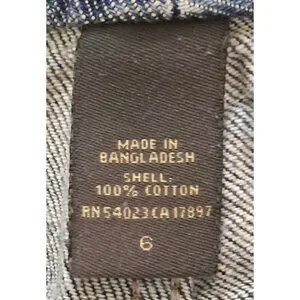 MADE IN
BANGLADESH
SHELL:
100% COTTON
RN54023CA17897
6